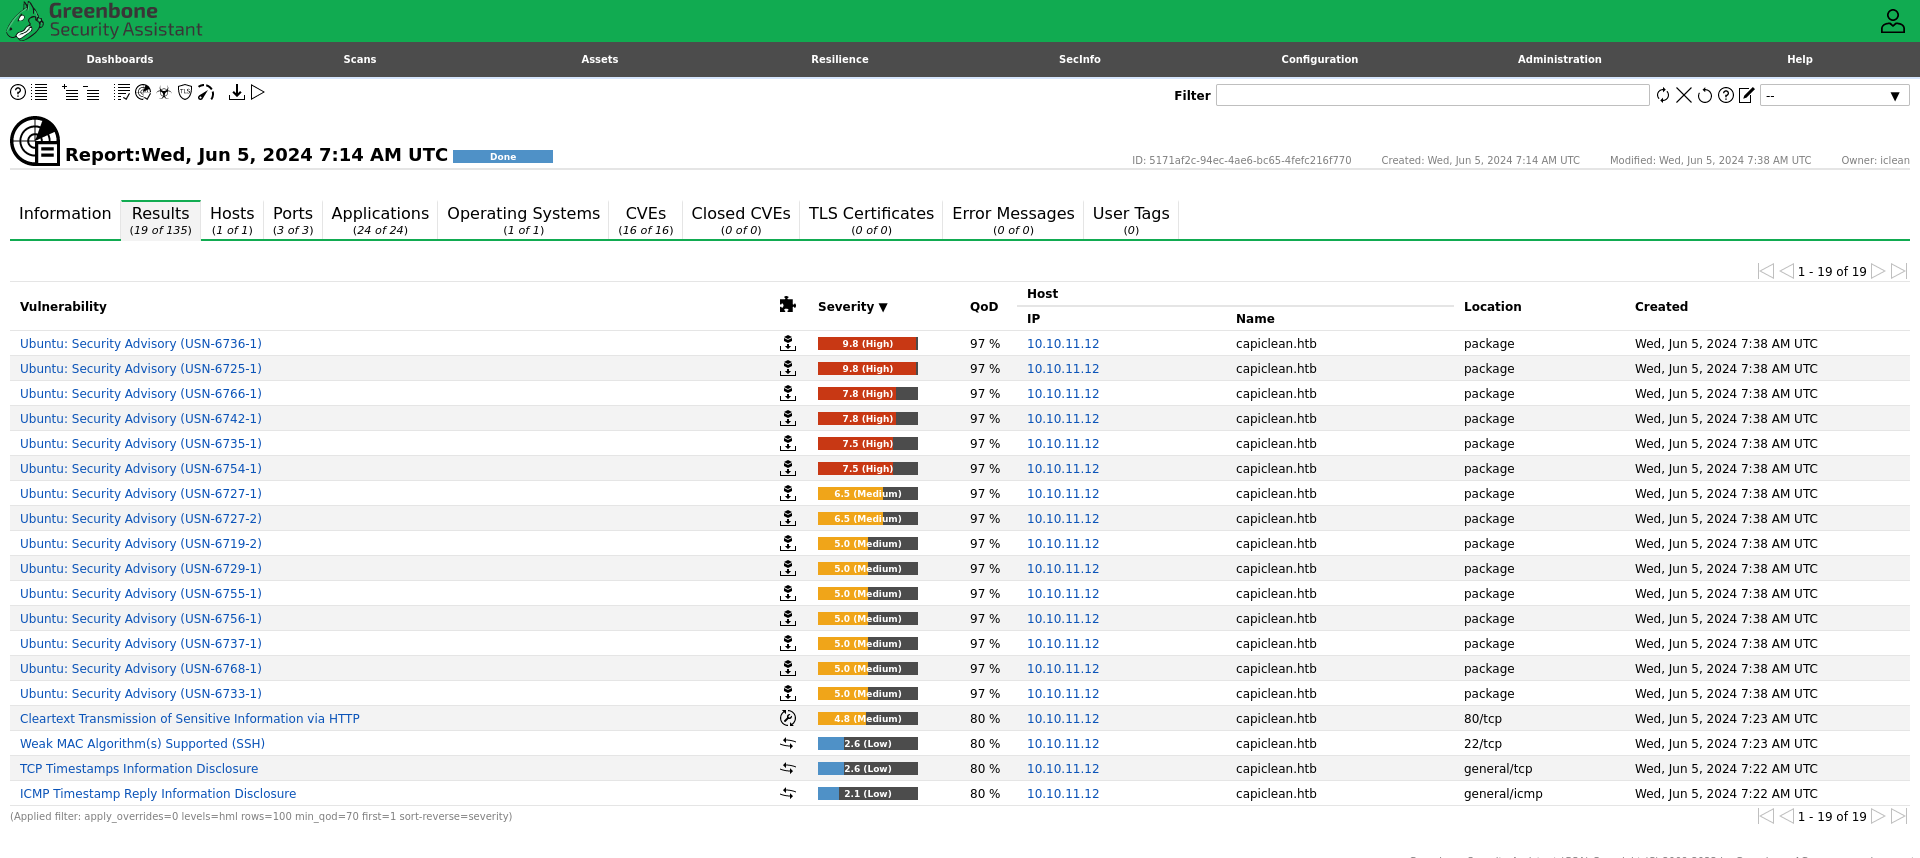 Greenbone
Security Assistant
Dashboards Scans Assets Resilience SecInfo Configuration Administration Help
Filter --
Report:Wed, Jun 5, 2024 7:14 AM UTC Done
ID: 5171af2c-94ec-4ae6-bc65-4fefc216f770 Created: Wed, Jun 5, 2024 7:14 AM UTC Modified: Wed, Jun 5, 2024 7:38 AM UTC Owner: iclean
Information Results Hosts Ports Applications Operating Systems CVEs Closed CVEs TLS Certificates Error Messages User Tags
(19 of 135) (1 of 1) (3 of 3) (24 of 24) (1 of 1) (16 of 16) (0 of 0) (0 of 0) (0 of 0) (0)
1 - 19 of 19
Vulnerability Severity ▼ QoD Host Location Created
IP Name
Ubuntu: Security Advisory (USN-6736-1) 9.8 (High) 97 % 10.10.11.12 capiclean.htb package Wed, Jun 5, 2024 7:38 AM UTC
Ubuntu: Security Advisory (USN-6725-1) 9.8 (High) 97 % 10.10.11.12 capiclean.htb package Wed, Jun 5, 2024 7:38 AM UTC
Ubuntu: Security Advisory (USN-6766-1) 7.8 (High) 97 % 10.10.11.12 capiclean.htb package Wed, Jun 5, 2024 7:38 AM UTC
Ubuntu: Security Advisory (USN-6742-1) 7.8 (High) 97 % 10.10.11.12 capiclean.htb package Wed, Jun 5, 2024 7:38 AM UTC
Ubuntu: Security Advisory (USN-6735-1) 7.5 (High) 97 % 10.10.11.12 capiclean.htb package Wed, Jun 5, 2024 7:38 AM UTC
Ubuntu: Security Advisory (USN-6754-1) 7.5 (High) 97 % 10.10.11.12 capiclean.htb package Wed, Jun 5, 2024 7:38 AM UTC
Ubuntu: Security Advisory (USN-6727-1) 6.5 (Medium) 97 % 10.10.11.12 capiclean.htb package Wed, Jun 5, 2024 7:38 AM UTC
Ubuntu: Security Advisory (USN-6727-2) 6.5 (Medium) 97 % 10.10.11.12 capiclean.htb package Wed, Jun 5, 2024 7:38 AM UTC
Ubuntu: Security Advisory (USN-6719-2) 5.0 (Medium) 97 % 10.10.11.12 capiclean.htb package Wed, Jun 5, 2024 7:38 AM UTC
Ubuntu: Security Advisory (USN-6729-1) 5.0 (Medium) 97 % 10.10.11.12 capiclean.htb package Wed, Jun 5, 2024 7:38 AM UTC
Ubuntu: Security Advisory (USN-6755-1) 5.0 (Medium) 97 % 10.10.11.12 capiclean.htb package Wed, Jun 5, 2024 7:38 AM UTC
Ubuntu: Security Advisory (USN-6756-1) 5.0 (Medium) 97 % 10.10.11.12 capiclean.htb package Wed, Jun 5, 2024 7:38 AM UTC
Ubuntu: Security Advisory (USN-6737-1) 5.0 (Medium) 97 % 10.10.11.12 capiclean.htb package Wed, Jun 5, 2024 7:38 AM UTC
Ubuntu: Security Advisory (USN-6768-1) 5.0 (Medium) 97 % 10.10.11.12 capiclean.htb package Wed, Jun 5, 2024 7:38 AM UTC
Ubuntu: Security Advisory (USN-6733-1) 5.0 (Medium) 97 % 10.10.11.12 capiclean.htb package Wed, Jun 5, 2024 7:38 AM UTC
Cleartext Transmission of Sensitive Information via HTTP 4.8 (Medium) 80 % 10.10.11.12 capiclean.htb 80/tcp Wed, Jun 5, 2024 7:23 AM UTC
Weak MAC Algorithm(s) Supported (SSH) 2.6 (Low) 80 % 10.10.11.12 capiclean.htb 22/tcp Wed, Jun 5, 2024 7:23 AM UTC
TCP Timestamps Information Disclosure 2.6 (Low) 80 % 10.10.11.12 capiclean.htb general/tcp Wed, Jun 5, 2024 7:22 AM UTC
ICMP Timestamp Reply Information Disclosure 2.1 (Low) 80 % 10.10.11.12 capiclean.htb general/icmp Wed, Jun 5, 2024 7:22 AM UTC
(Applied filter: apply_overrides=0 levels=hml rows=100 min_qod=70 first=1 sort-reverse=severity) 1 - 19 of 19